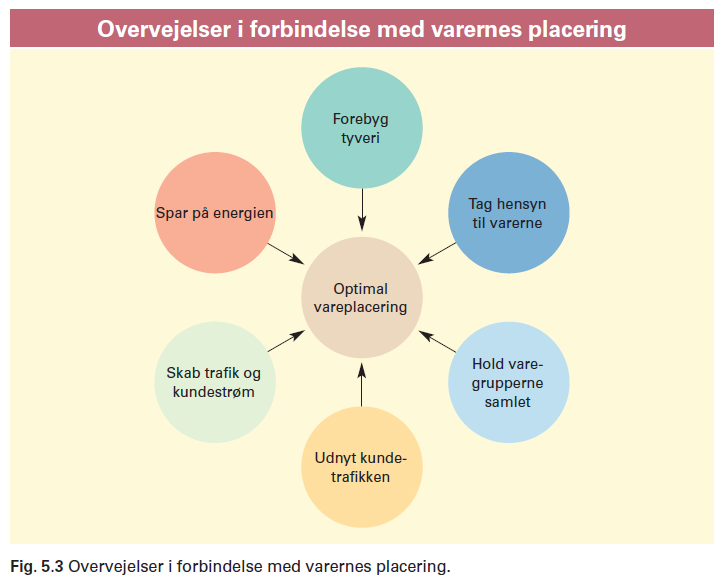 Overvejelser i forbindelse med varernes placering
Forebyg
tyveri
Spar på energien
Tag hensyn
til varerne
Optimal
vareplacering
Skab trafik og
kundestrøm
Hold vare-
grupperne
samlet
Udnyt kunde-
trafikken
Fig. 5.3 Overvejelser i forbindelse med varernes placering.